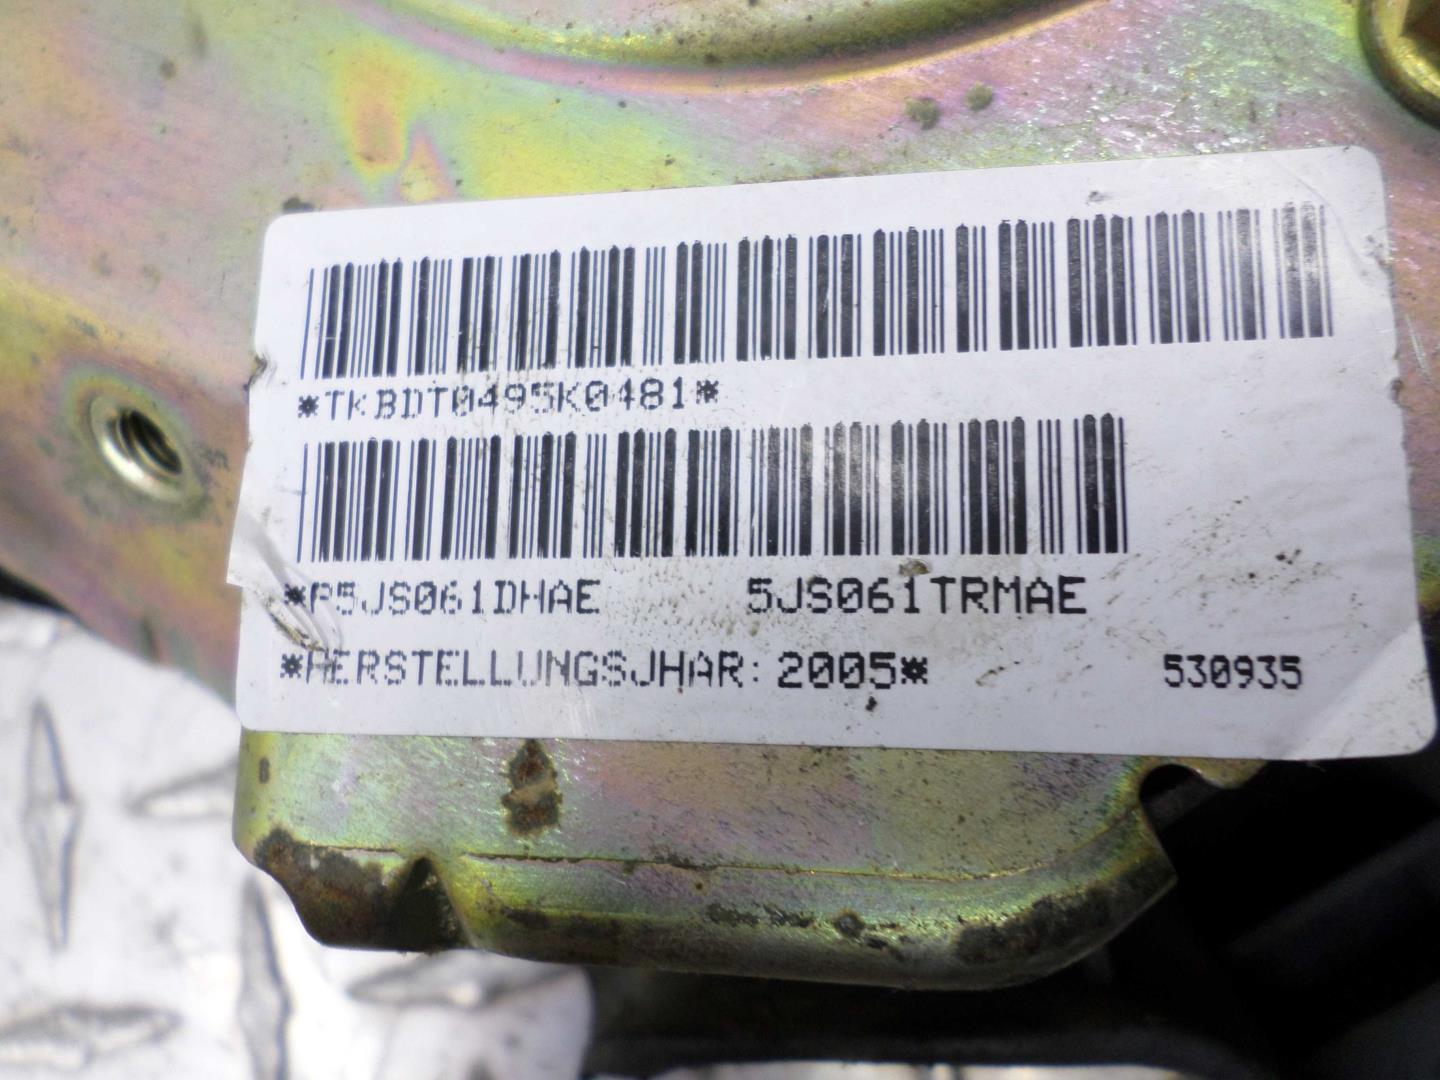 *TKBDT0495K0481*
*P5JS061DHAE 5JS061TRMAE
*HERSTELLUNGSJHAR: 2005* 530935